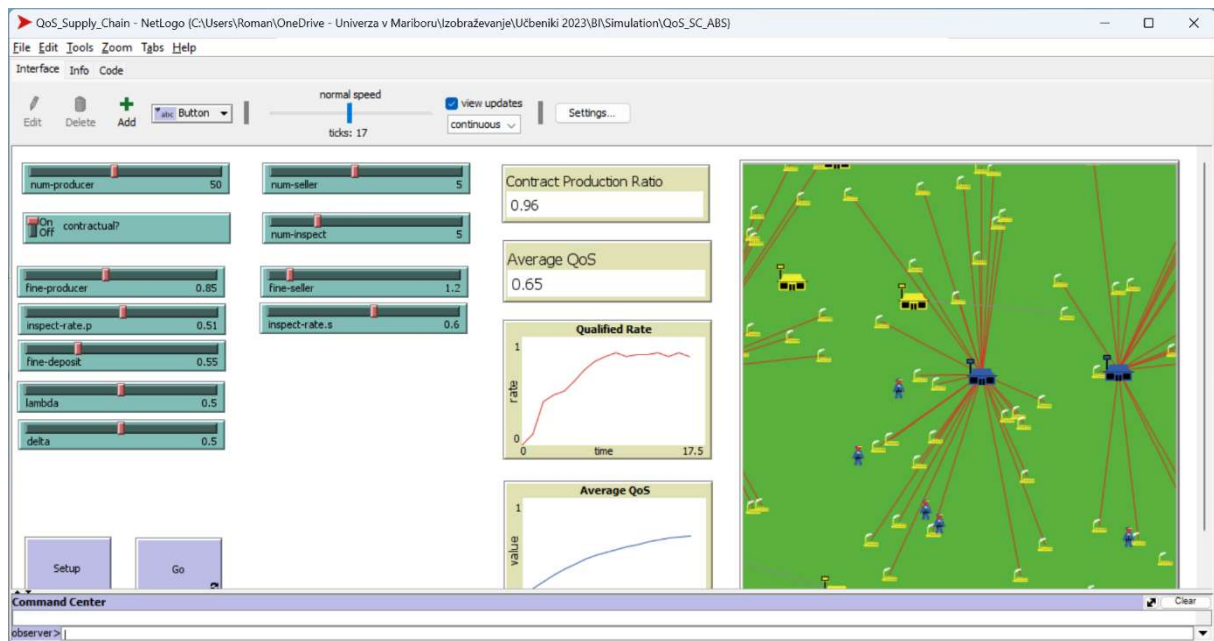 QoS_Supply_Chain - NetLogo {C:\Users\Roman\OneDrive - Univerza v Mariboru\Izobraževanje\Učbeniki 2023\BI\Simulation\QoS_SC_ABS}
File Edit Tools Zoom Tabs Help
Interface Info Code
Edit Delete Add
abc Button
normal speed
ticks: 17
view updates
continuous
Settings...
num-producer 50
num-seller 5
On
Off
contractual?
num-inspect 5
fine-producer 0.85
fine-seller 1.2
inspect-rate.p 0.51
inspect-rate.s 0.6
fine-deposit 0.55
lambda 0.5
delta 0.5
Setup
Go
Contract Production Ratio
0.96
Average QoS
0.65
Qualified Rate
1
rate
0
0 time 17.5
Average QoS
1
value
Command Center
Clear
observer>